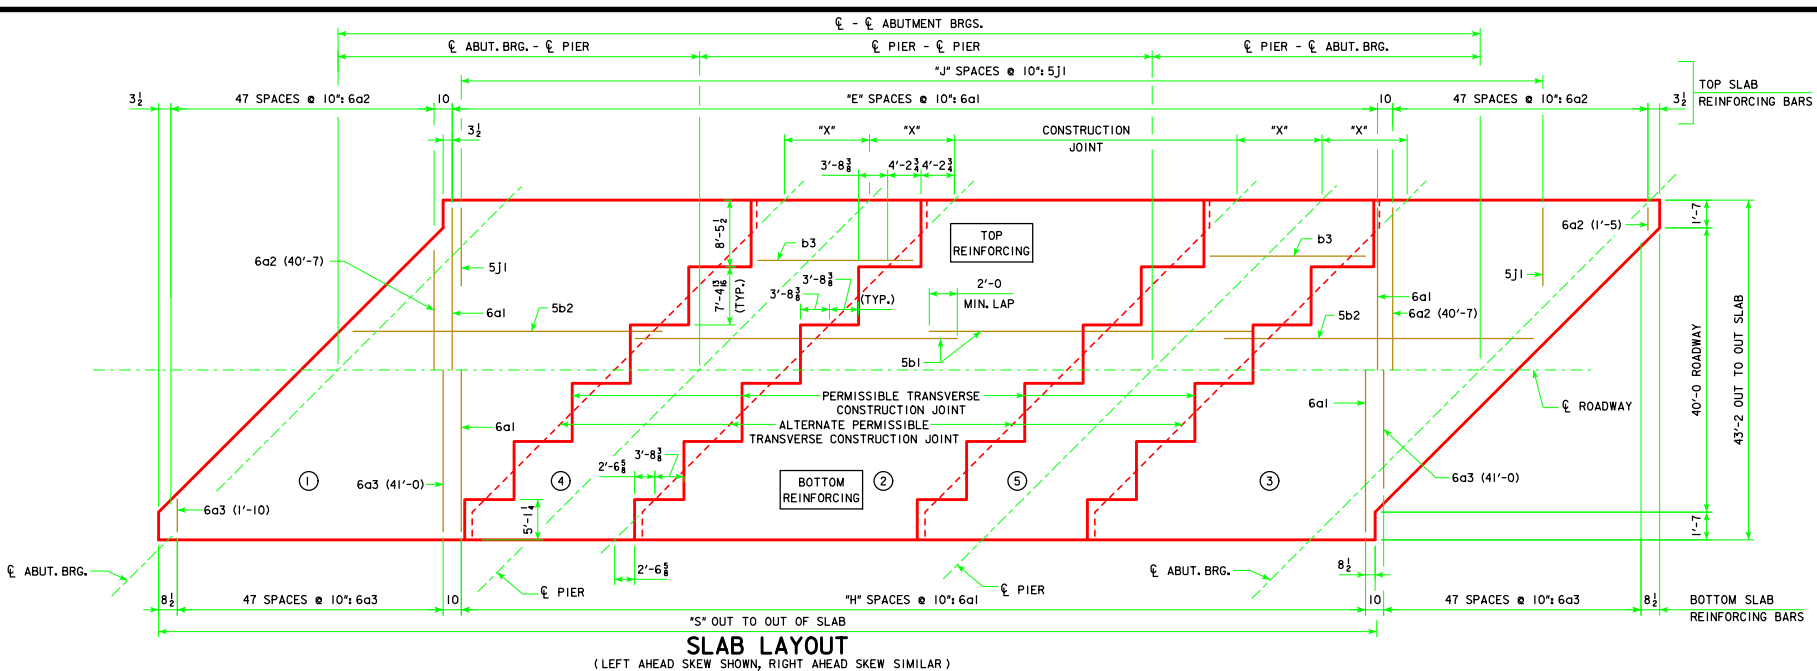 ℄ - ℄ ABUTMENT BRGS.
℄ ABUT. BRG. - ℄ PIER
℄ PIER - ℄ PIER
℄ PIER - ℄ ABUT. BRG.
"J" SPACES @ 10": 5j1
TOP SLAB
REINFORCING BARS
3½
47 SPACES @ 10": 6a2
10
"E" SPACES @ 10": 6a1
10
47 SPACES @ 10": 6a2
3½
3½
"X"
"X"
CONSTRUCTION
JOINT
"X"
"X"
3'-8⅜
4'-2¾
4'-2¾
8'-5½
TOP
REINFORCING
b3
b3
6a2 (1'-5)
1'-7
6a2 (40'-7)
5j1
5j1
3'-8⅜
3'-8⅜
(TYP.)
7'-4 13/16
(TYP.)
2'-0
MIN. LAP
6a1
5b2
6a1
6a2 (40'-7)
5b2
5b1
40'-0 ROADWAY
43'-2 OUT TO OUT SLAB
PERMISSIBLE TRANSVERSE
CONSTRUCTION JOINT
6a1
℄ ROADWAY
6a1
ALTERNATE PERMISSIBLE
TRANSVERSE CONSTRUCTION JOINT
2'-6⅝
3'-8⅜
1
6a3 (41'-0)
4
BOTTOM
REINFORCING
2
5
3
6a3 (41'-0)
6a3 (1'-10)
5'-1¼
1'-7
℄ ABUT. BRG.
2'-6⅝
℄ PIER
℄ PIER
℄ ABUT. BRG.
8½
8½
47 SPACES @ 10": 6a3
10
"H" SPACES @ 10": 6a1
10
47 SPACES @ 10": 6a3
8½
BOTTOM SLAB
REINFORCING BARS
"S" OUT TO OUT OF SLAB
SLAB LAYOUT
(LEFT AHEAD SKEW SHOWN, RIGHT AHEAD SKEW SIMILAR)